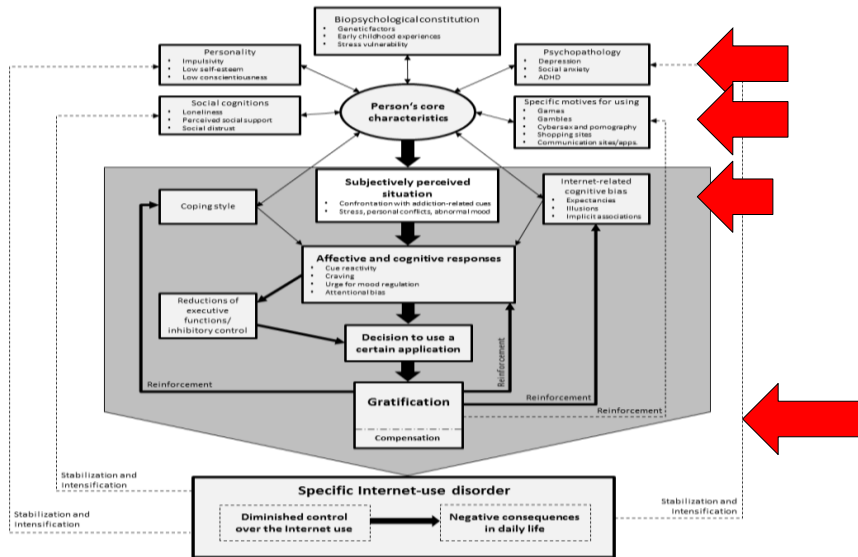 Biopsychological constitution
• Genetic factors
• Early childhood experiences
• Stress vulnerability
Personality
• Impulsivity
• Low self-esteem
• Low conscientiousness
Psychopathology
• Depression
• Social anxiety
• ADHD
Social cognitions
• Loneliness
• Perceived social support
• Social distrust
Person's core
characteristics
Specific motives for using
• Games
• Gambles
• Cybersex and pornography
• Shopping sites
• Communication sites/apps.
Subjectively perceived
situation
• Confrontation with addiction-related cues
• Stress, personal conflicts, abnormal mood
Coping style
Internet-related
cognitive bias
• Expectancies
• Illusions
• Implicit associations
Affective and cognitive responses
• Cue reactivity
• Craving
• Urge for mood regulation
• Attentional bias
Reductions of
executive functions/
inhibitory control
Decision to use a
certain application
Reinforcement
Reinforcement
Gratification
Reinforcement
Reinforcement
Compensation
Stabilization and
Intensification
Stabilization and
Intensification
Stabilization and
Intensification
Specific Internet-use disorder
Diminished control
over the Internet use
Negative consequences
in daily life